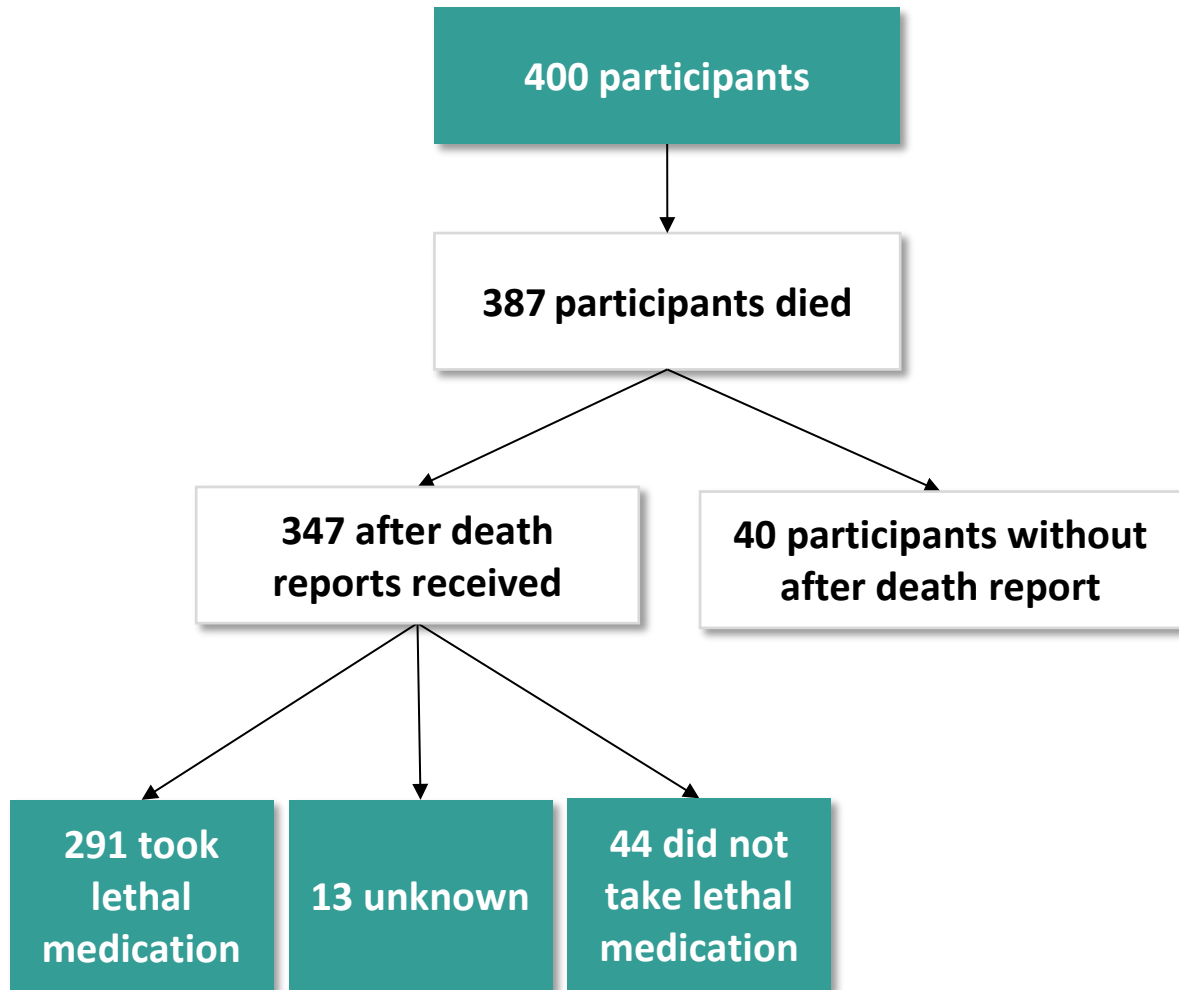 400 participants
387 participants died
347 after death
reports received
40 participants without
after death report
291 took
lethal
medication
13 unknown
44 did not
take lethal
medication